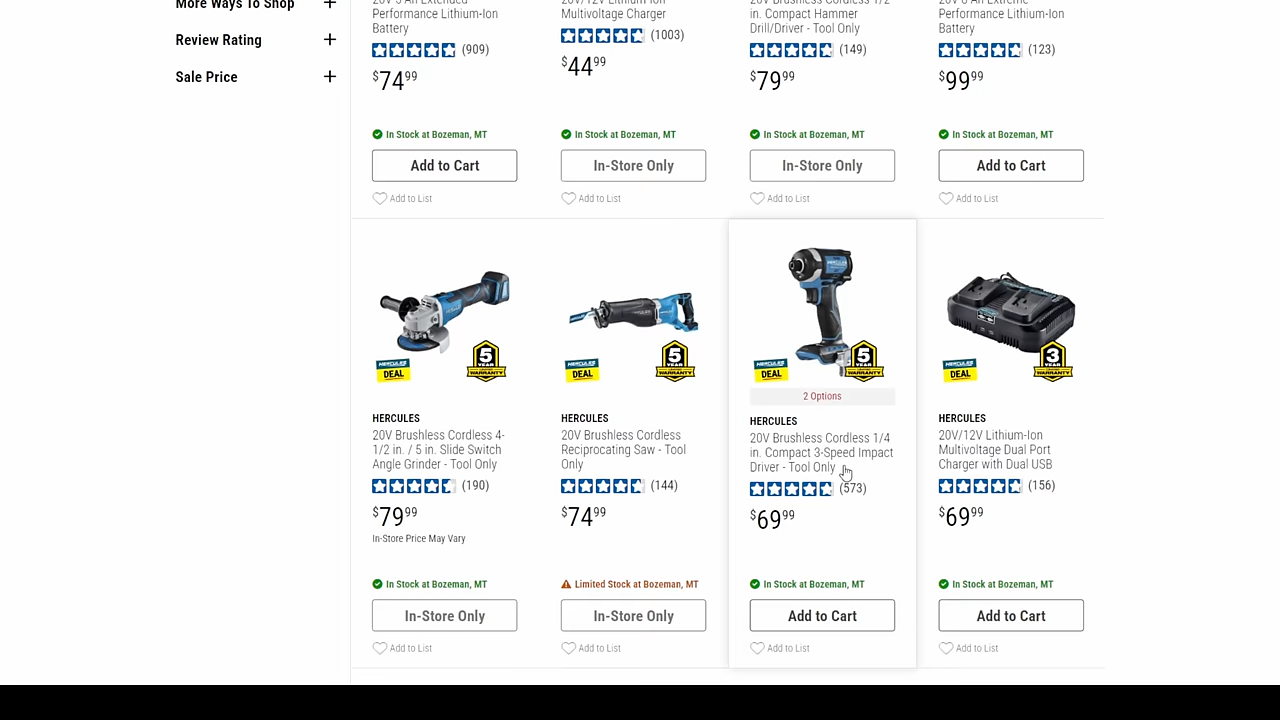 More Ways To Shop
Review Rating
Sale Price
20V 5 Ah Extended
Performance Lithium-Ion
Battery
(909)
$74 99
In Stock at Bozeman, MT
Add to Cart
Add to List
20V/12V Lithium-Ion
Multivoltage Charger
(1003)
$44 99
In Stock at Bozeman, MT
In-Store Only
Add to List
20V Brushless Cordless 1/2
in. Compact Hammer
Drill/Driver - Tool Only
(149)
$79 99
In Stock at Bozeman, MT
In-Store Only
Add to List
20V 8 Ah Extreme
Performance Lithium-Ion
Battery
(123)
$99 99
In Stock at Bozeman, MT
Add to Cart
Add to List
HERCULES
DEAL
5
YEAR
WARRANTY
HERCULES
20V Brushless Cordless 4-
1/2 in. / 5 in. Slide Switch
Angle Grinder - Tool Only
(190)
$79 99
In-Store Price May Vary
In Stock at Bozeman, MT
In-Store Only
Add to List
HERCULES
DEAL
5
YEAR
WARRANTY
HERCULES
20V Brushless Cordless
Reciprocating Saw - Tool
Only
(144)
$74 99
Limited Stock at Bozeman, MT
In-Store Only
Add to List
HERCULES
HERCULES
DEAL
5
YEAR
WARRANTY
2 Options
HERCULES
20V Brushless Cordless 1/4
in. Compact 3-Speed Impact
Driver - Tool Only
(573)
$69 99
In Stock at Bozeman, MT
Add to Cart
Add to List
HERCULES
DEAL
3
YEAR
WARRANTY
HERCULES
20V/12V Lithium-Ion
Multivoltage Dual Port
Charger with Dual USB
(156)
$69 99
In Stock at Bozeman, MT
Add to Cart
Add to List